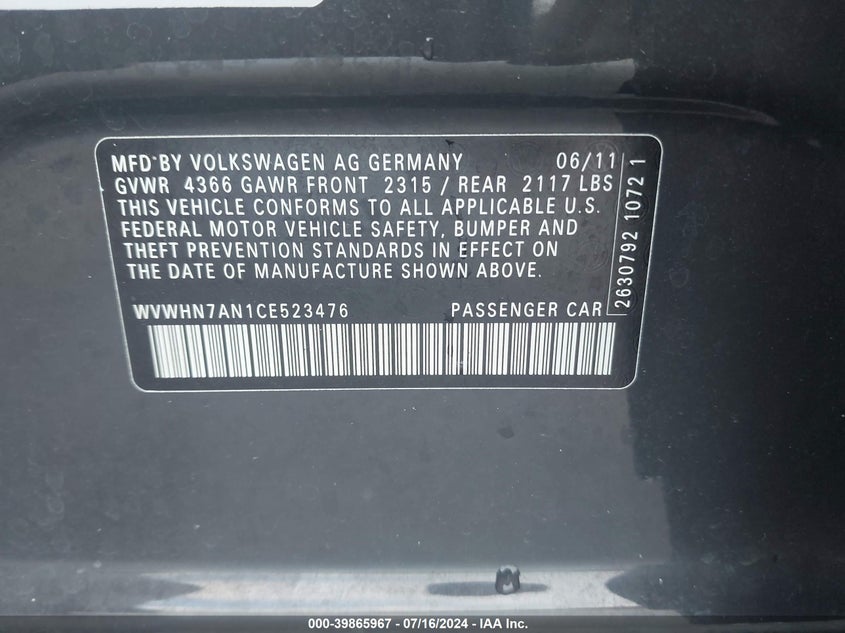 MFD BY VOLKSWAGEN AG GERMANY 06/11
GVWR 4366 GAWR FRONT 2315 / REAR 2117 LBS
THIS VEHICLE CONFORMS TO ALL APPLICABLE U.S.
FEDERAL MOTOR VEHICLE SAFETY, BUMPER AND
THEFT PREVENTION STANDARDS IN EFFECT ON
THE DATE OF MANUFACTURE SHOWN ABOVE.
WVWHN7AN1CE523476 PASSENGER CAR
2630792 1072 1
000-39865967 / 07/16/2024 - IAA Inc.